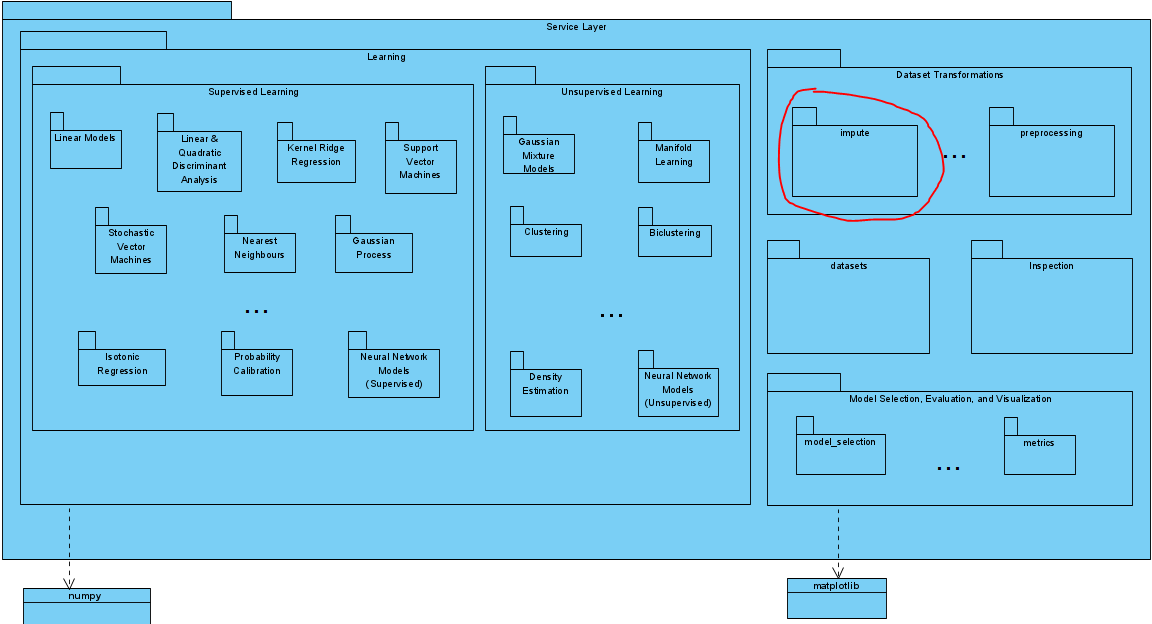 Service Layer
Learning
Supervised Learning
Linear Models
Linear &
Quadratic
Discriminant
Analysis
Kernel Ridge
Regression
Support
Vector
Machines
Stochastic
Vector
Machines
Nearest
Neighbours
Gaussian
Process
...
Isotonic
Regression
Probability
Calibration
Neural Network
Models
(Supervised)
Unsupervised Learning
Gaussian
Mixture
Models
Manifold
Learning
Clustering
Biclustering
...
Density
Estimation
Neural Network
Models
(Unsupervised)
Dataset Transformations
impute
...
preprocessing
datasets
Inspection
Model Selection, Evaluation, and Visualization
model_selection
...
metrics
numpy
matplotlib